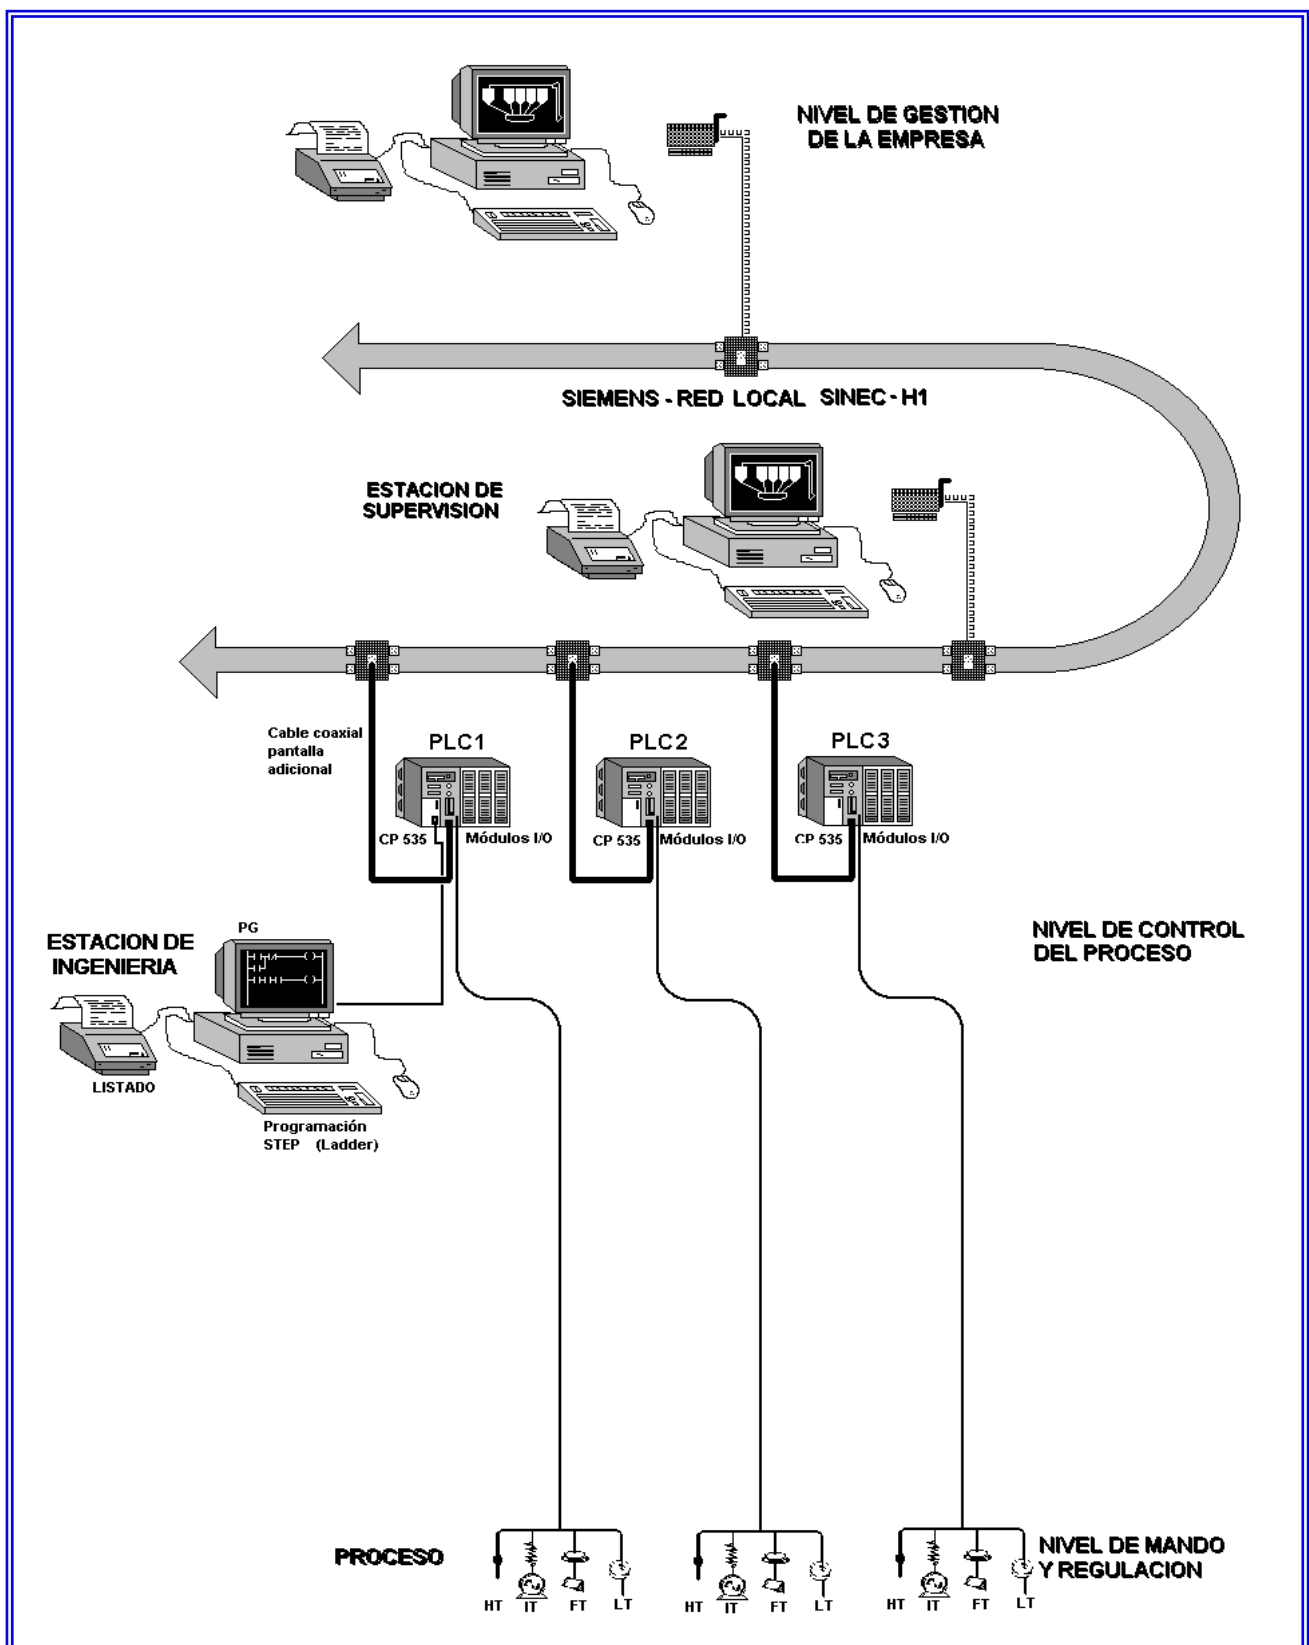 NIVEL DE GESTION
DE LA EMPRESA
SIEMENS - RED LOCAL SINEC - H1
ESTACION DE
SUPERVISION
Cable coaxial
pantalla
adicional
PLC1
PLC2
PLC3
CP 535
Módulos I/O
CP 535
Módulos I/O
CP 535
Módulos I/O
NIVEL DE CONTROL
DEL PROCESO
ESTACION DE
INGENIERIA
PG
LISTADO
Programación
STEP (Ladder)
PROCESO
NIVEL DE MANDO
Y REGULACION
HT IT FT LT
HT IT FT LT
HT IT FT LT